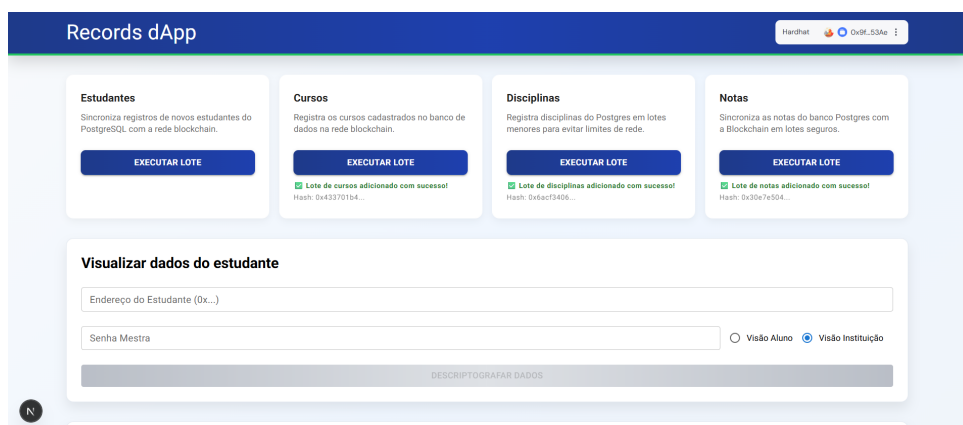 Records dApp
Hardhat
0x9f...53Ae
Estudantes
Sincroniza registros de novos estudantes do
PostgreSQL com a rede blockchain.
EXECUTAR LOTE
Cursos
Registra os cursos cadastrados no banco de
dados na rede blockchain.
EXECUTAR LOTE
Lote de cursos adicionado com sucesso!
Hash: 0x433701b4...
Disciplinas
Registra disciplinas do Postgres em lotes
menores para evitar limites de rede.
EXECUTAR LOTE
Lote de disciplinas adicionado com sucesso!
Hash: 0x6acf3406...
Notas
Sincroniza as notas do banco Postgres com
a Blockchain em lotes seguros.
EXECUTAR LOTE
Lote de notas adicionado com sucesso!
Hash: 0x30e7e504...
Visualizar dados do estudante
Endereço do Estudante (0x...)
Senha Mestra
Visão Aluno
Visão Instituição
DESCRIPTOGRAFAR DADOS
N